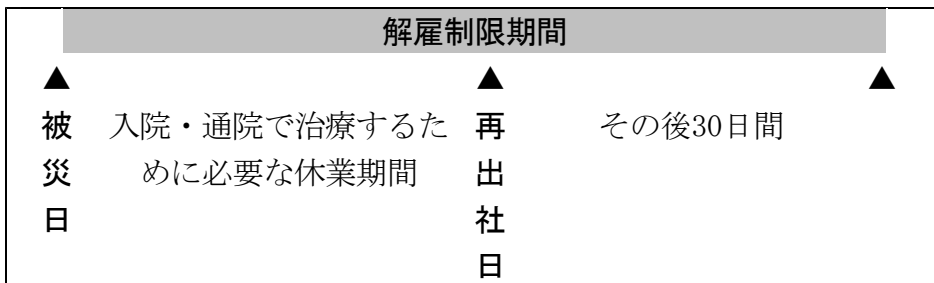 解雇制限期間
▲ ▲ ▲
被災日
入院・通院で治療するた
めに必要な休業期間
再出社日
その後30日間